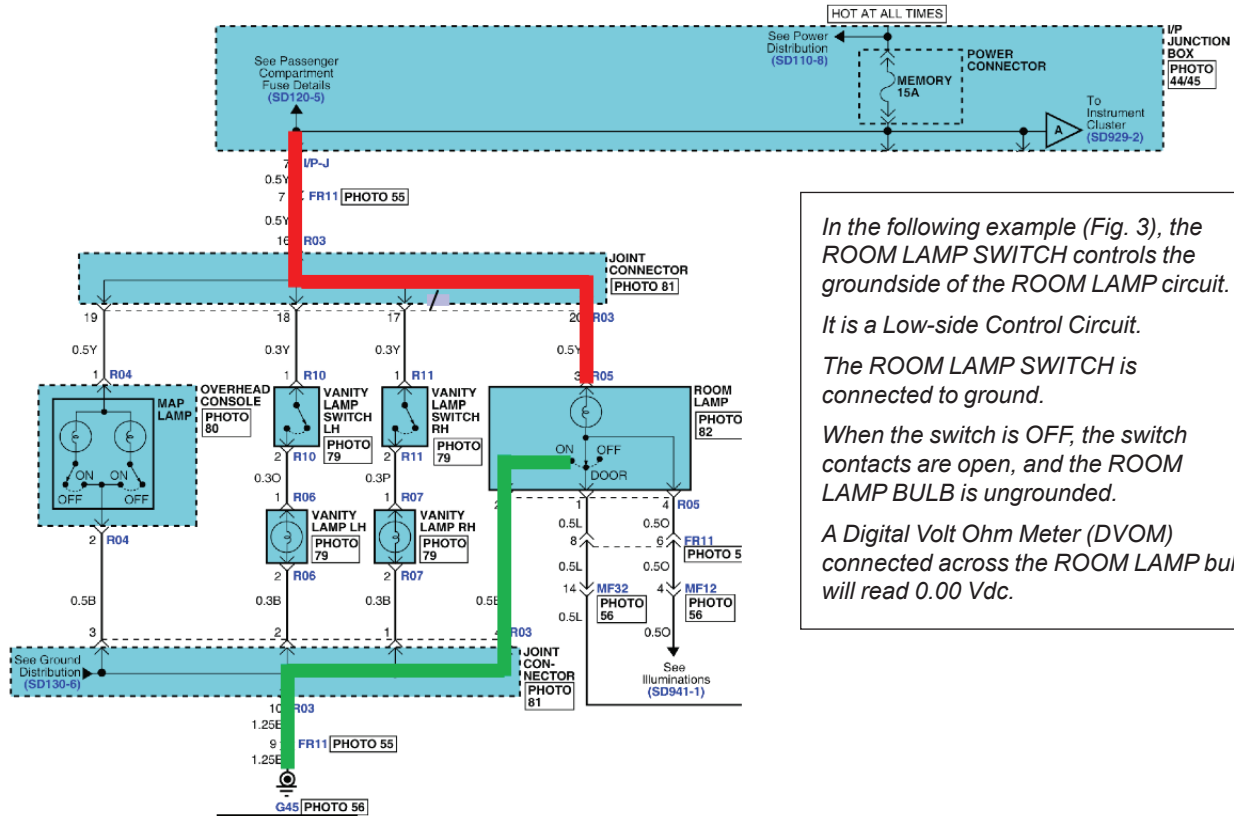 HOT AT ALL TIMES
I/P
JUNCTION
BOX
PHOTO
44/45
See Power
Distribution
(SD110-8)
POWER
CONNECTOR
MEMORY
15A
See Passenger
Compartment
Fuse Details
(SD120-5)
A
To
Instrument
Cluster
(SD929-2)
7 I/P-J
0.5Y
7 FR11 PHOTO 55
0.5Y
16 R03
JOINT
CONNECTOR
PHOTO 81
19 18 17 20 R03
0.5Y 0.3Y 0.3Y 0.5Y
1 R04 1 R10 1 R11 3 R05
OVERHEAD
CONSOLE
PHOTO
80
MAP
LAMP
ON ON
OFF OFF
VANITY
LAMP
SWITCH
LH
PHOTO
79
VANITY
LAMP
SWITCH
RH
PHOTO
79
ROOM
LAMP
PHOTO
82
ON OFF
DOOR
2 R10 2 R11 2 1 4 R05
0.3O 0.3P 0.5L 0.5O
1 R06 1 R07 8 6 FR11
PHOTO 5
VANITY LAMP LH
PHOTO
79
VANITY LAMP RH
PHOTO
79
0.5L 0.5O
2 R04 2 R06 2 R07 14 MF32 4 MF12
PHOTO
56
PHOTO
56
0.5B 0.3B 0.3B 0.5L 0.5O
3 2 1 4 R03
See
Illuminations
(SD941-1)
See Ground
Distribution
(SD130-6)
JOINT
CON-
NECTOR
PHOTO
81
10 R03
9 FR11 PHOTO 55
G45 PHOTO 56
In the following example (Fig. 3), the
ROOM LAMP SWITCH controls the
groundside of the ROOM LAMP circuit.
It is a Low-side Control Circuit.
The ROOM LAMP SWITCH is
connected to ground.
When the switch is OFF, the switch
contacts are open, and the ROOM
LAMP BULB is ungrounded.
A Digital Volt Ohm Meter (DVOM)
connected across the ROOM LAMP bul
will read 0.00 Vdc.